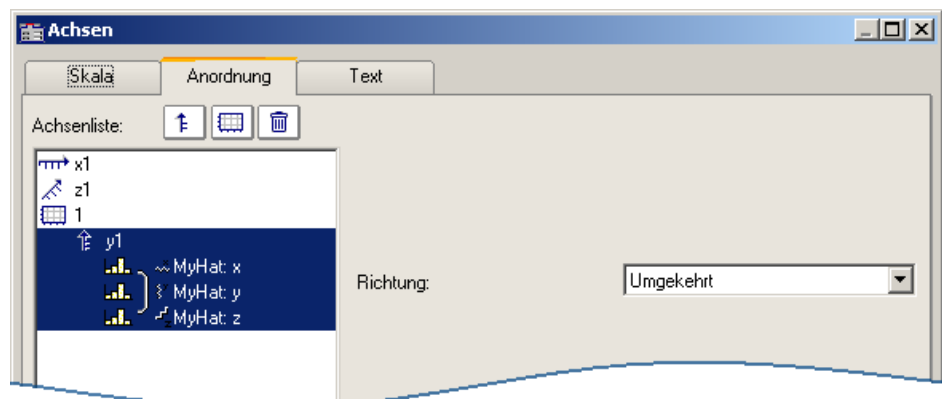 Achsen
Skala Anordnung Text
Achsenliste:
x1
z1
1
y1
MyHat: x
MyHat: y
MyHat: z
Richtung: Umgekehrt